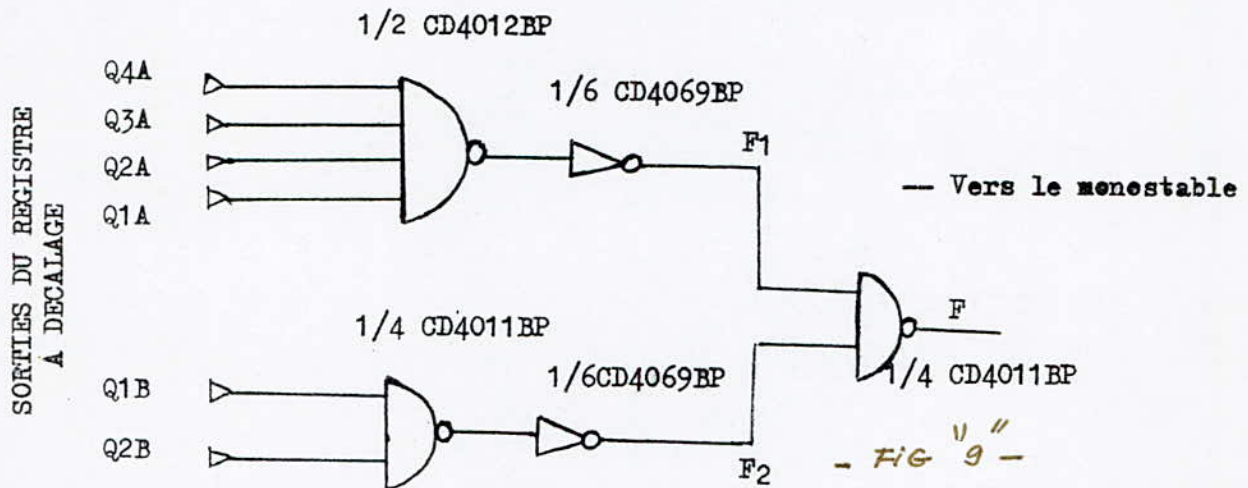 1/2 CD4012BP
Q4A
Q3A
Q2A
Q1A
1/6 CD4069BP
F1
— Vers le monostable
SORTIES DU REGISTRE
A DECALAGE
1/4 CD4011BP
Q1B
Q2B
1/6CD4069BP
F2
F
1/4 CD4011BP
- FiG "9" -